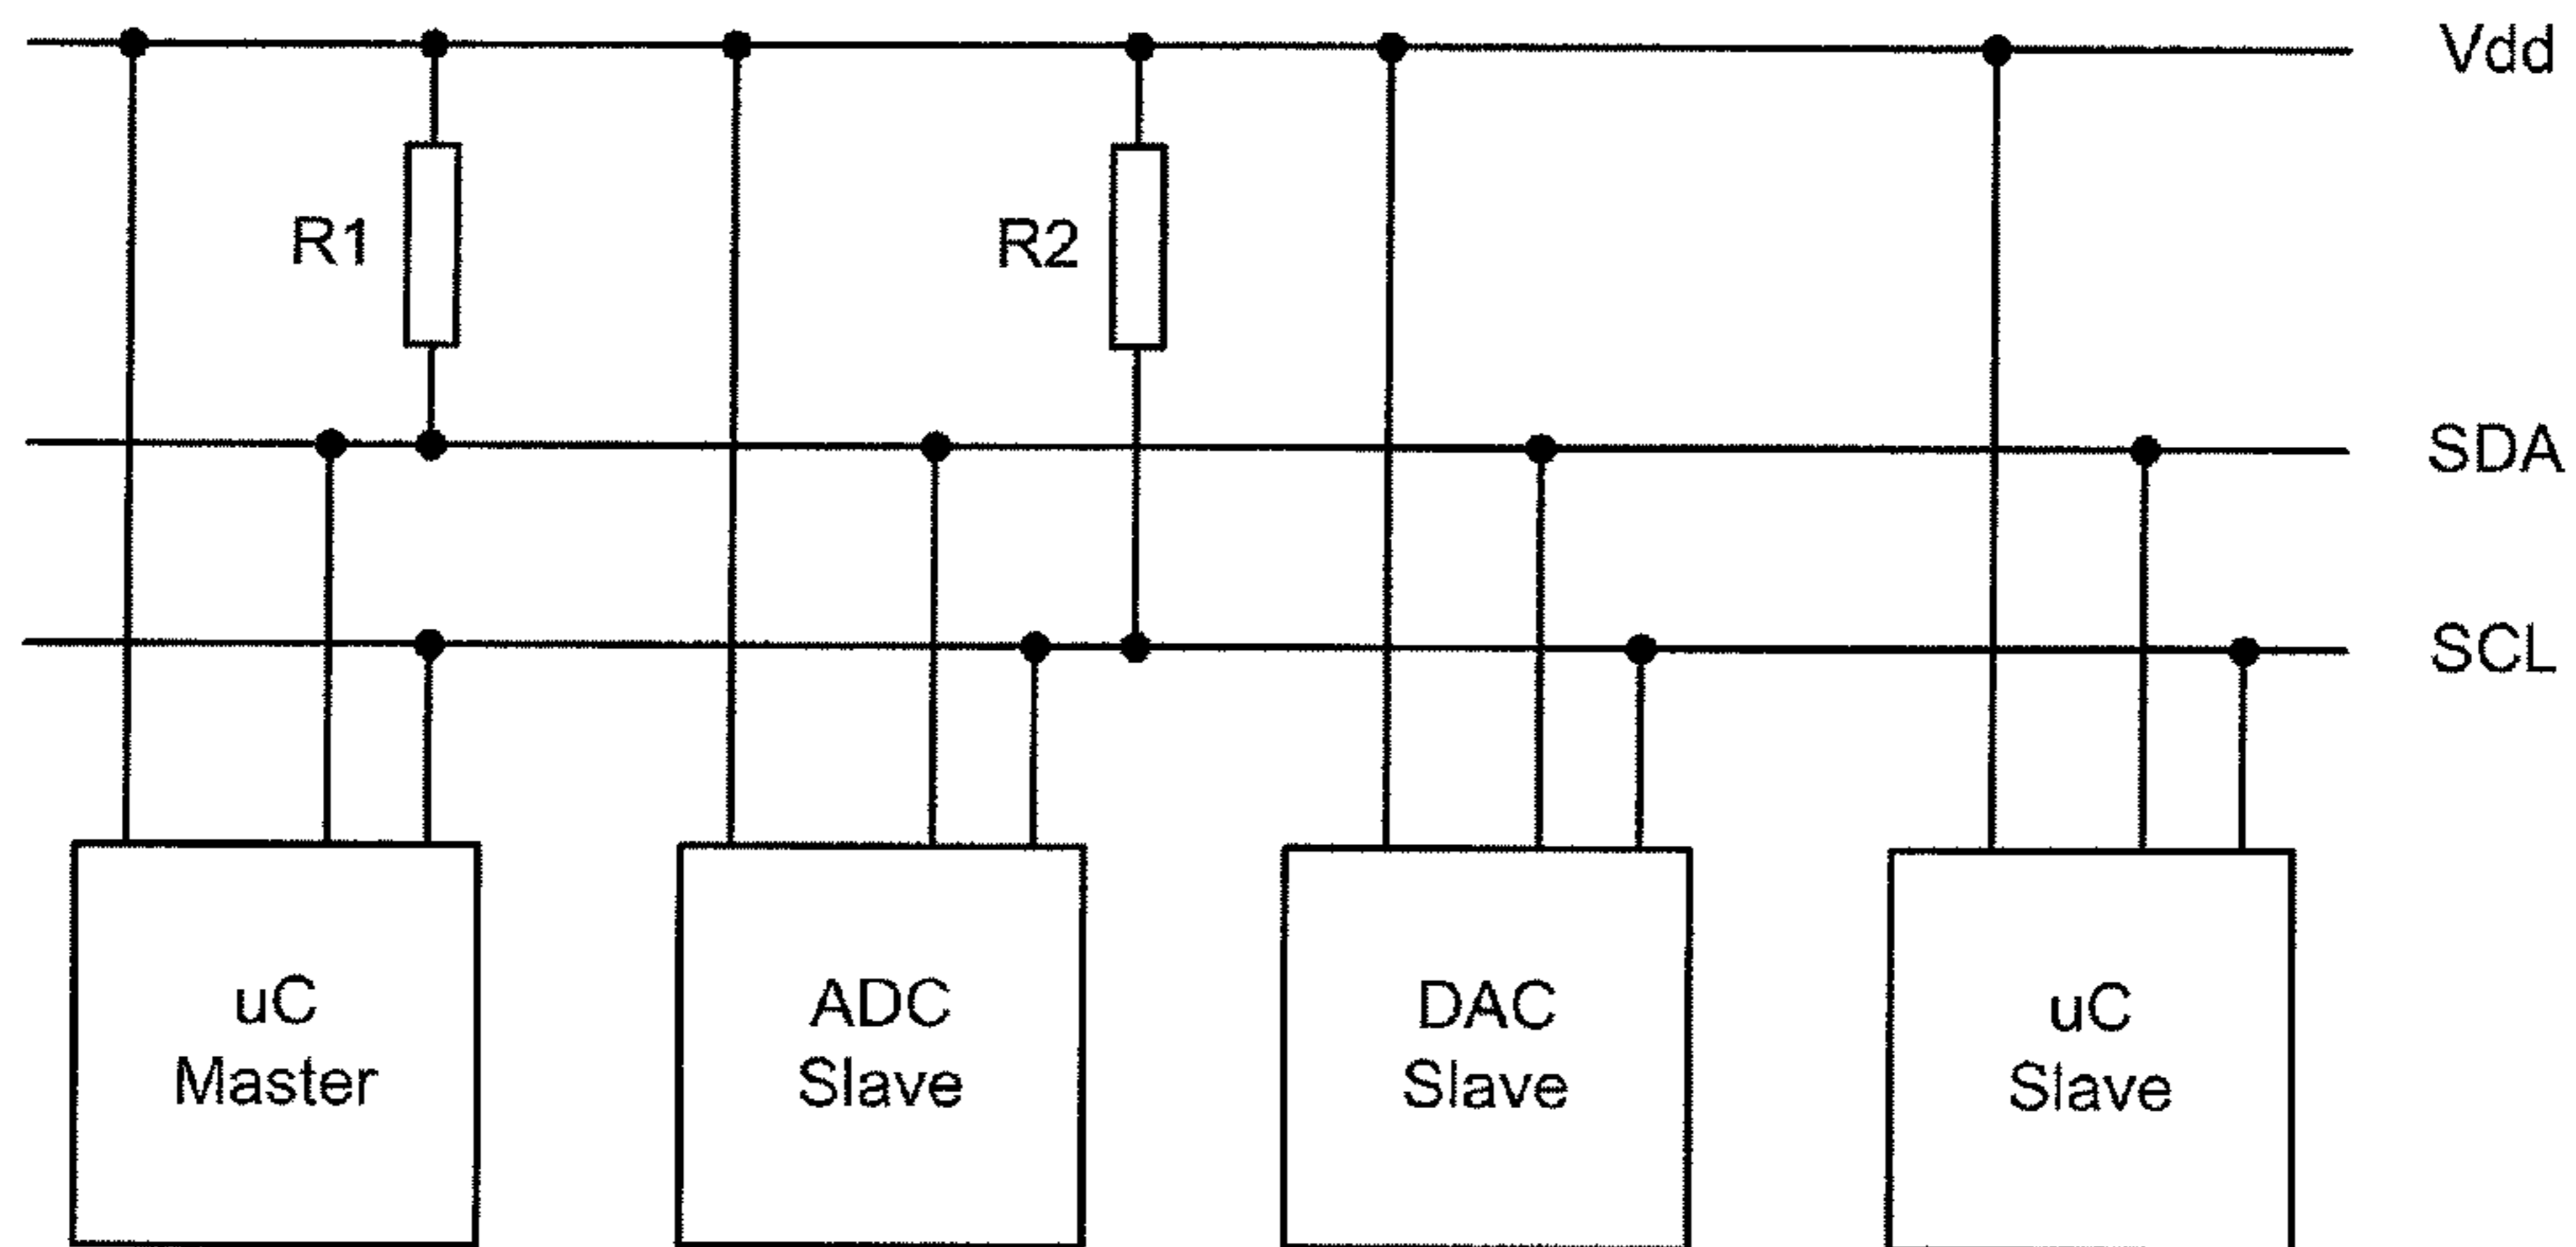 Vdd
R1
R2
SDA
SCL
uC
Master
ADC
Slave
DAC
Slave
uC
Slave